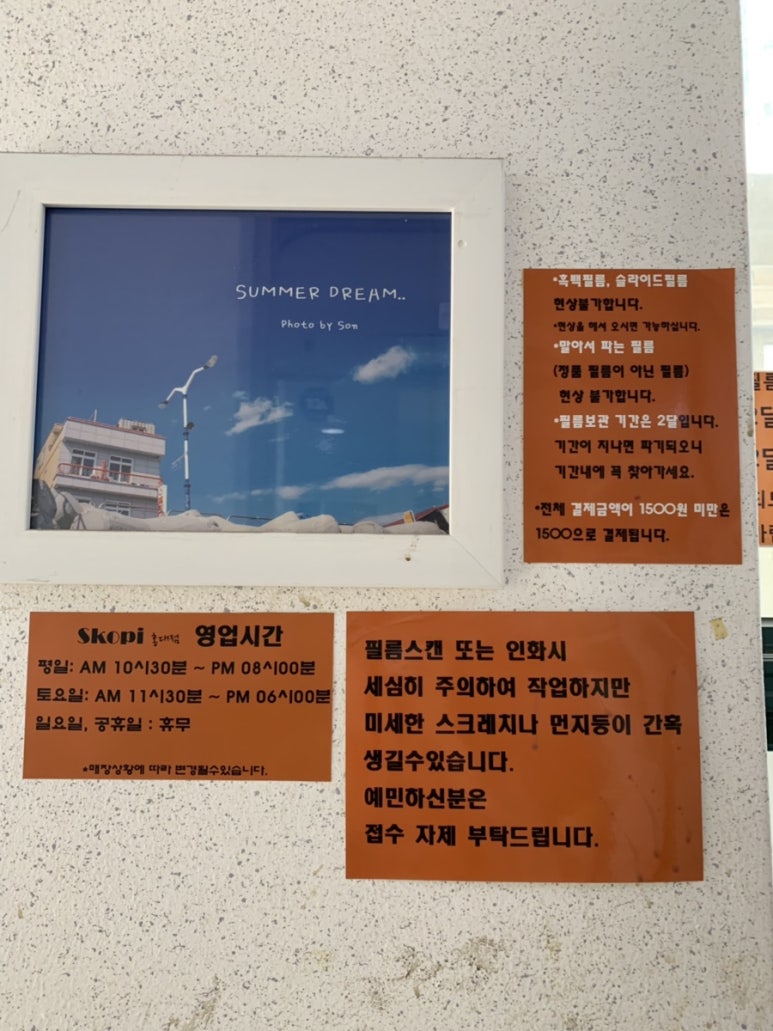 SUMMER DREAM..
Photo by Son
•흑백필름, 슬라이드필름
현상불가합니다.
•현상을 해서 오시면 가능하십니다.
•말아서 파는 필름
(정품 필름이 아닌 필름)
현상 불가합니다.
•필름보관 기간은 2달입니다.
기간이 지나면 파기되오니
기간내에 꼭 찾아가세요.
•전체 결제금액이 1500원 미만은
1500으로 결제됩니다.
Skopi 홍대점 영업시간
평일: AM 10시30분 ~ PM 08시00분
토요일: AM 11시30분 ~ PM 06시00분
일요일, 공휴일 : 휴무
*매장상황에 따라 변경될수있습니다.
필름스캔 또는 인화시
세심히 주의하여 작업하지만
미세한 스크레치나 먼지등이 간혹
생길수있습니다.
예민하신분은
접수 자제 부탁드립니다.